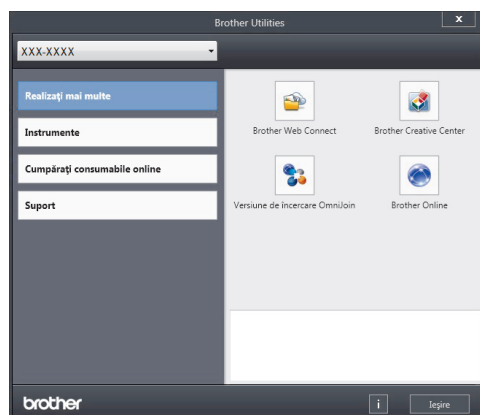 Brother Utilities
X
XXX-XXXX
Realizați mai multe
Instrumente
Cumpărați consumabile online
Suport
Brother Web Connect
Brother Creative Center
Versiune de încercare OmniJoin
Brother Online
brother
i
Ieșire